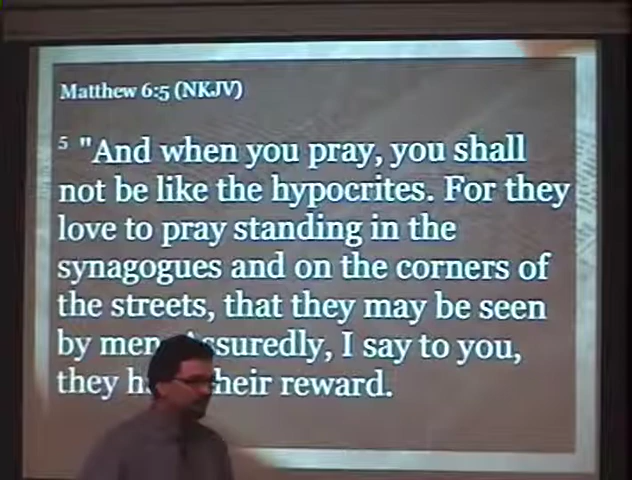 Matthew 6:5 (NKJV)
5 "And when you pray, you shall
not be like the hypocrites. For they
love to pray standing in the
synagogues and on the corners of
the streets, that they may be seen
by men. Assuredly, I say to you,
they their reward.